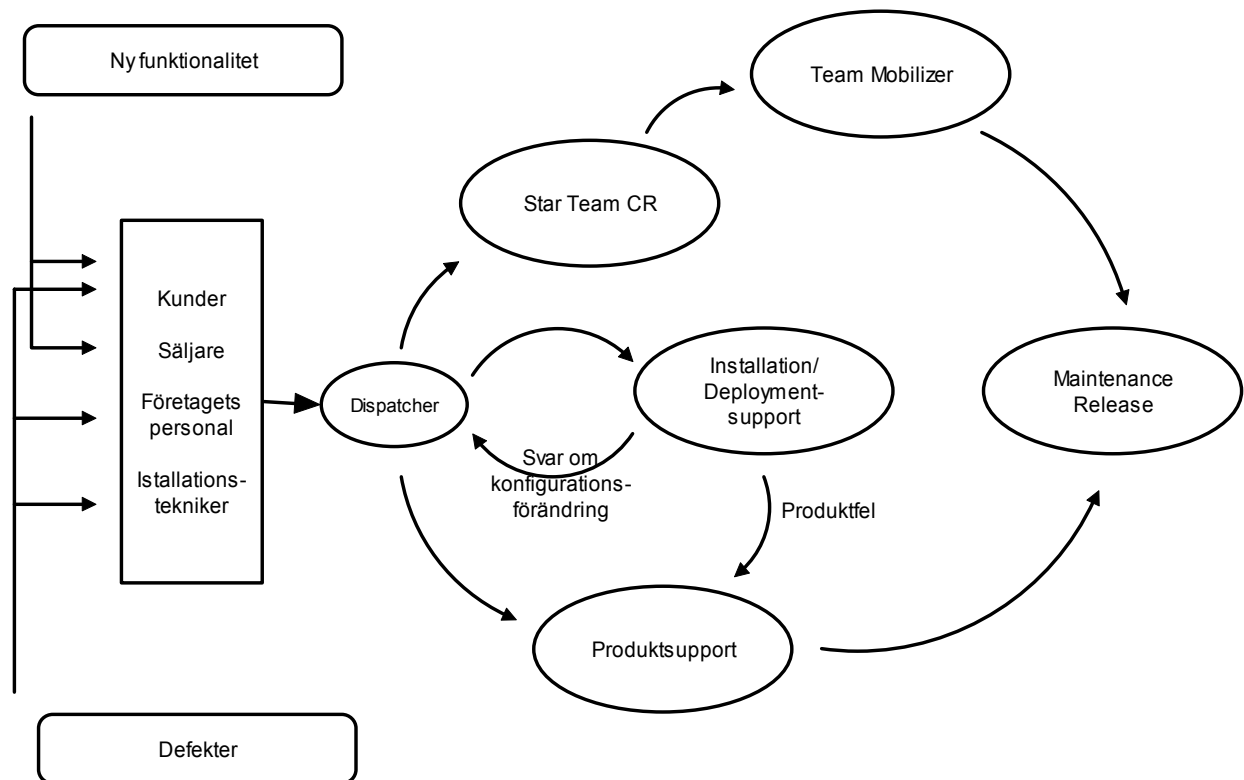 Ny funktionalitet
Team Mobilizer
Star Team CR
Kunder
Säljare
Företagets
personal
Istallations-
tekniker
Dispatcher
Installation/
Deployment-
support
Maintenance
Release
Svar om
konfigurations-
förändring
Produktfel
Produktsupport
Defekter